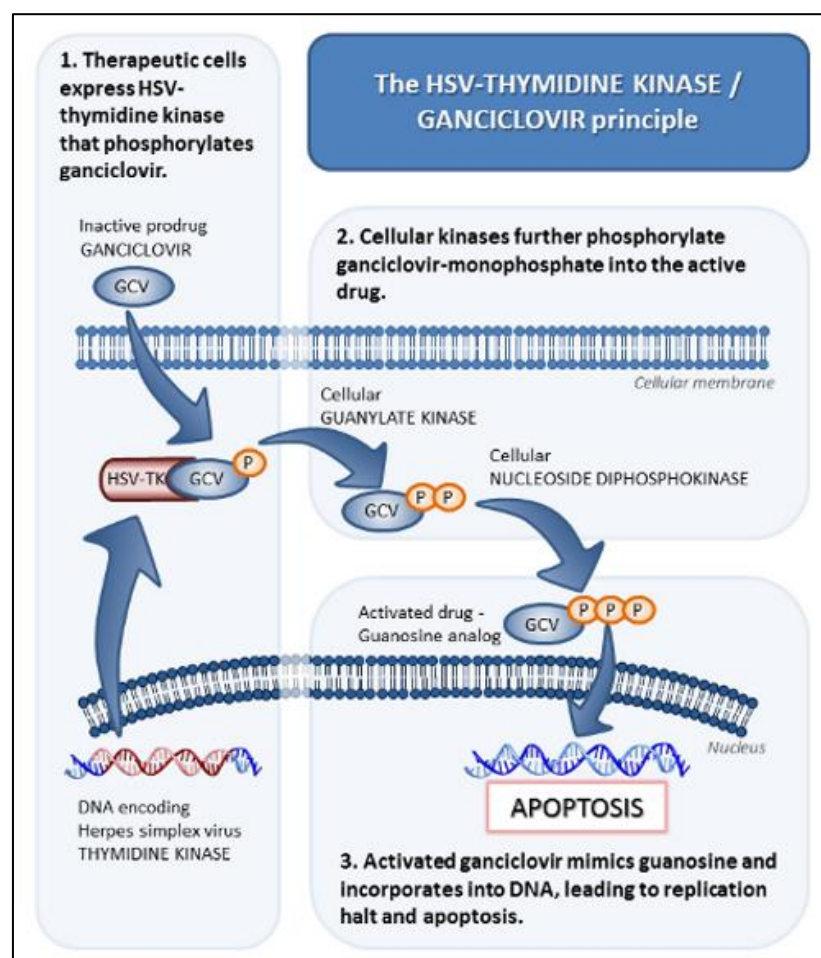 The HSV-THYMIDINE KINASE /
GANCICLOVIR principle
1. Therapeutic cells
express HSV-
thymidine kinase
that phosphorylates
ganciclovir.
Inactive prodrug
GANCICLOVIR
GCV
2. Cellular kinases further phosphorylate
ganciclovir-monophosphate into the active
drug.
Cellular membrane
Cellular
GUANYLATE KINASE
HSV-TK
GCV
P
GCV
P P
Cellular
NUCLEOSIDE DIPHOSPHOKINASE
Activated drug -
Guanosine analog
GCV
P P P
Nucleus
DNA encoding
Herpes simplex virus
THYMIDINE KINASE
APOPTOSIS
3. Activated ganciclovir mimics guanosine and
incorporates into DNA, leading to replication
halt and apoptosis.